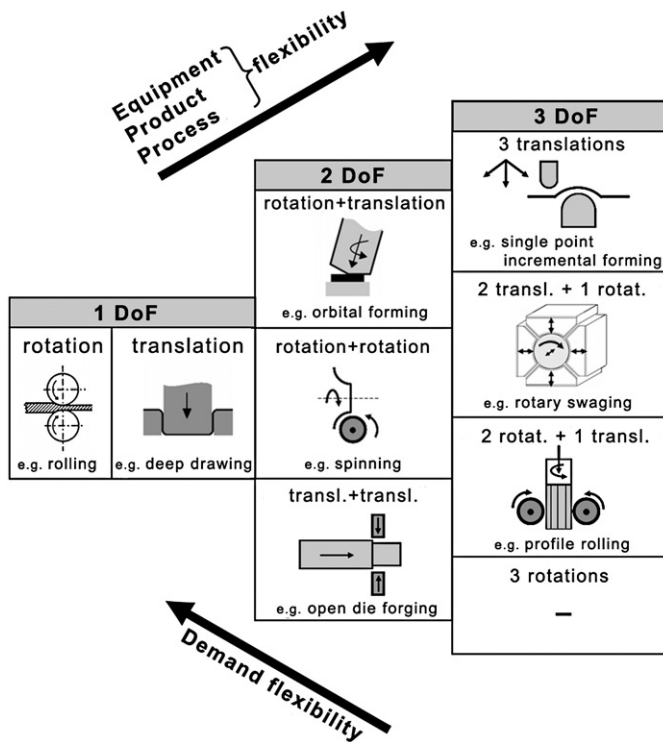 Equipment
Product
Process
flexibility
1 DoF
rotation
e.g. rolling
translation
e.g. deep drawing
2 DoF
rotation+translation
e.g. orbital forming
rotation+rotation
e.g. spinning
transl.+transl.
e.g. open die forging
3 DoF
3 translations
e.g. single point
incremental forming
2 transl. + 1 rotat.
e.g. rotary swaging
2 rotat. + 1 transl.
e.g. profile rolling
3 rotations
–
Demand flexibility